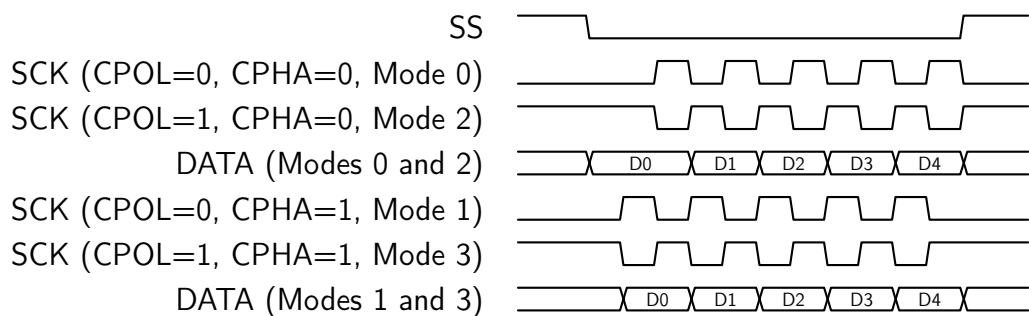 SS
SCK (CPOL=0, CPHA=0, Mode 0)
SCK (CPOL=1, CPHA=0, Mode 2)
DATA (Modes 0 and 2) D0 D1 D2 D3 D4
SCK (CPOL=0, CPHA=1, Mode 1)
SCK (CPOL=1, CPHA=1, Mode 3)
DATA (Modes 1 and 3) D0 D1 D2 D3 D4